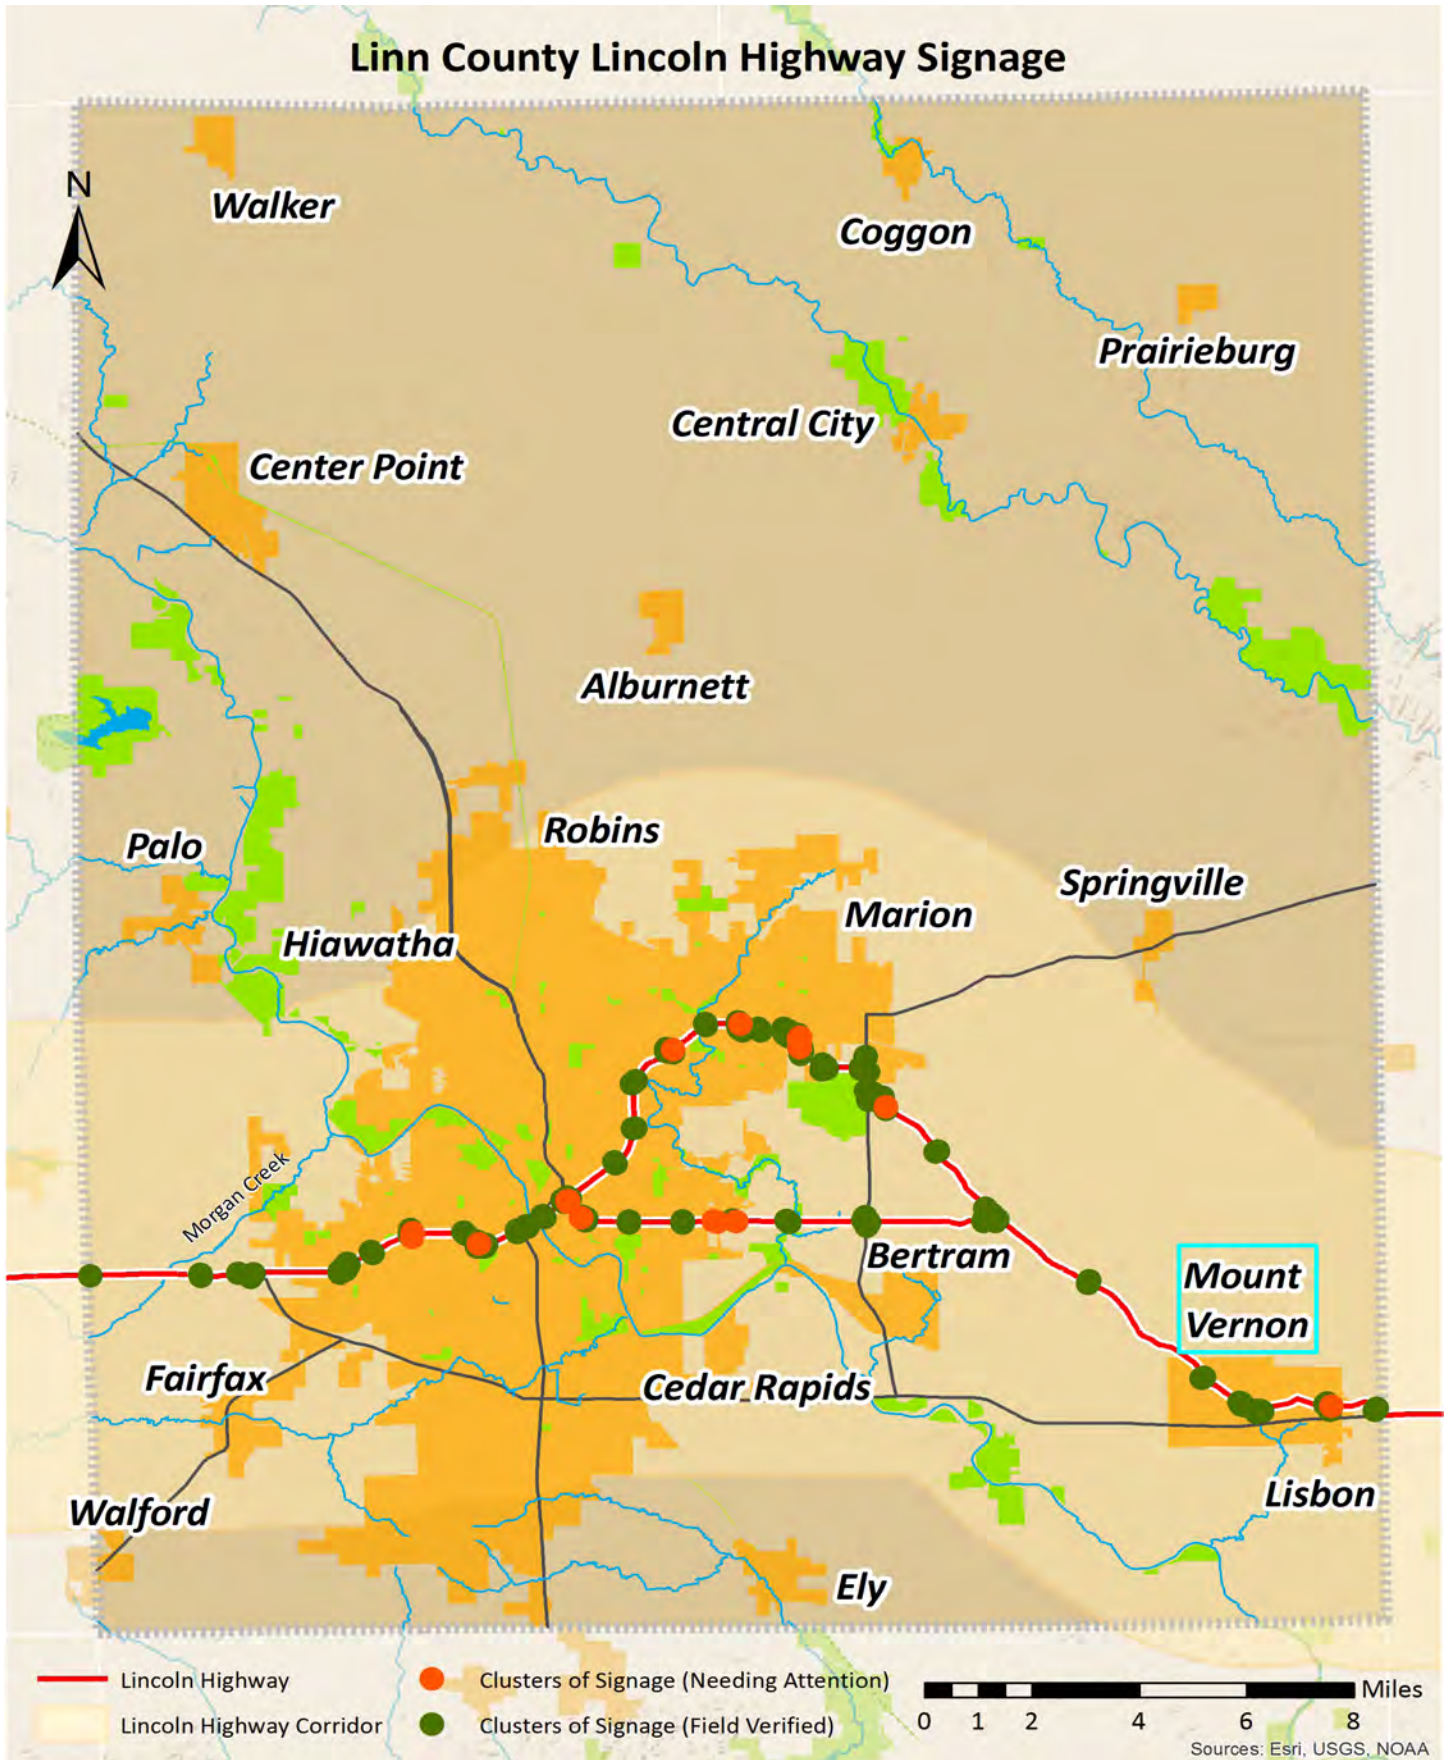 Linn County Lincoln Highway Signage
N
Walker
Coggon
Prairieburg
Central City
Center Point
Alburnett
Robins
Palo
Springville
Marion
Hiawatha
Morgan Creek
Bertram
Mount
Vernon
Fairfax
Cedar Rapids
Lisbon
Walford
Ely
Lincoln Highway
Clusters of Signage (Needing Attention)
Miles
Lincoln Highway Corridor
Clusters of Signage (Field Verified)
0 1 2 4 6 8
Sources: Esri, USGS, NOAA